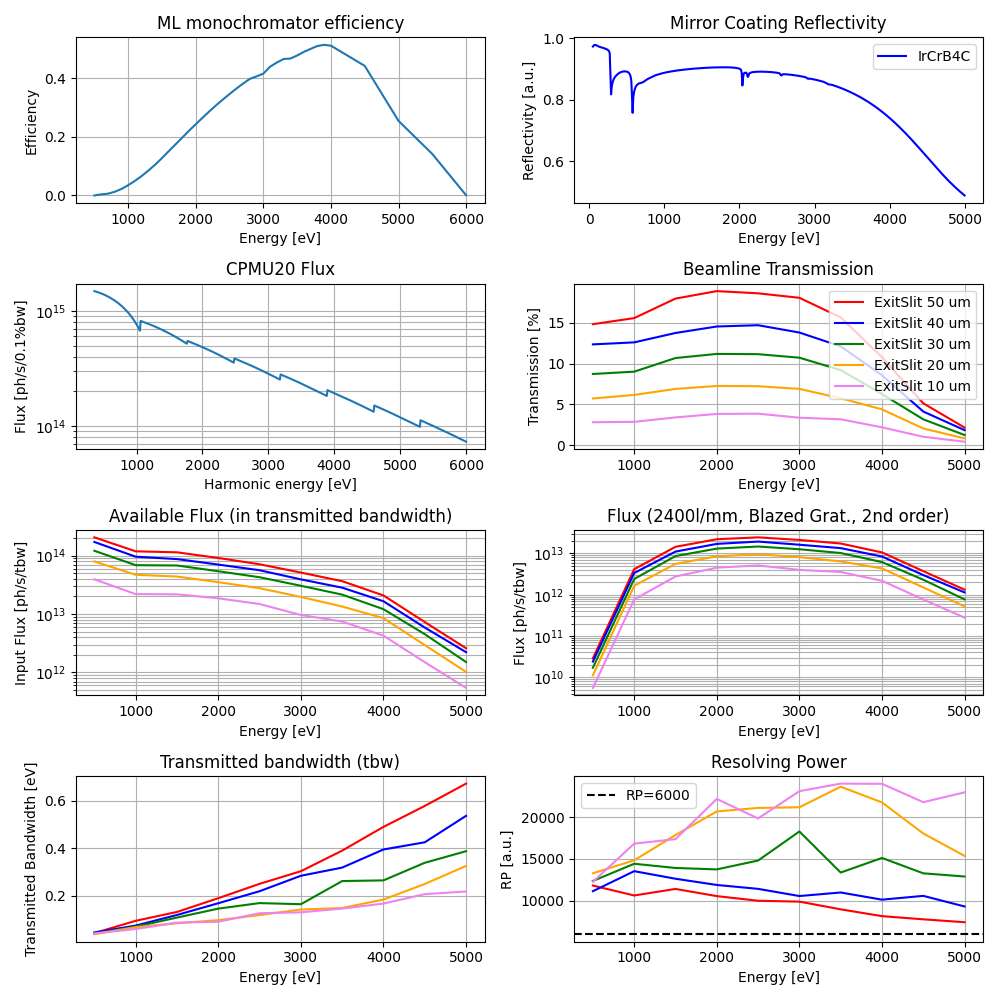 ML monochromator efficiency
Efficiency
0.4
0.2
0.0
1000 2000 3000 4000 5000 6000
Energy [eV]
Mirror Coating Reflectivity
Reflectivity [a.u.]
1.0
0.8
0.6
IrCrB4C
0 1000 2000 3000 4000 5000
Energy [eV]
CPMU20 Flux
Flux [ph/s/0.1%bw]
10^15
10^14
1000 2000 3000 4000 5000 6000
Harmonic energy [eV]
Beamline Transmission
Transmission [%]
15
10
5
0
ExitSlit 50 um
ExitSlit 40 um
ExitSlit 30 um
ExitSlit 20 um
ExitSlit 10 um
1000 2000 3000 4000 5000
Energy [eV]
Available Flux (in transmitted bandwidth)
Input Flux [ph/s/tbw]
10^14
10^13
10^12
1000 2000 3000 4000 5000
Energy [eV]
Flux (2400l/mm, Blazed Grat., 2nd order)
Flux [ph/s/tbw]
10^13
10^12
10^11
10^10
1000 2000 3000 4000 5000
Energy [eV]
Transmitted bandwidth (tbw)
Transmitted Bandwidth [eV]
0.6
0.4
0.2
1000 2000 3000 4000 5000
Energy [eV]
Resolving Power
RP [a.u.]
20000
15000
10000
RP=6000
1000 2000 3000 4000 5000
Energy [eV]